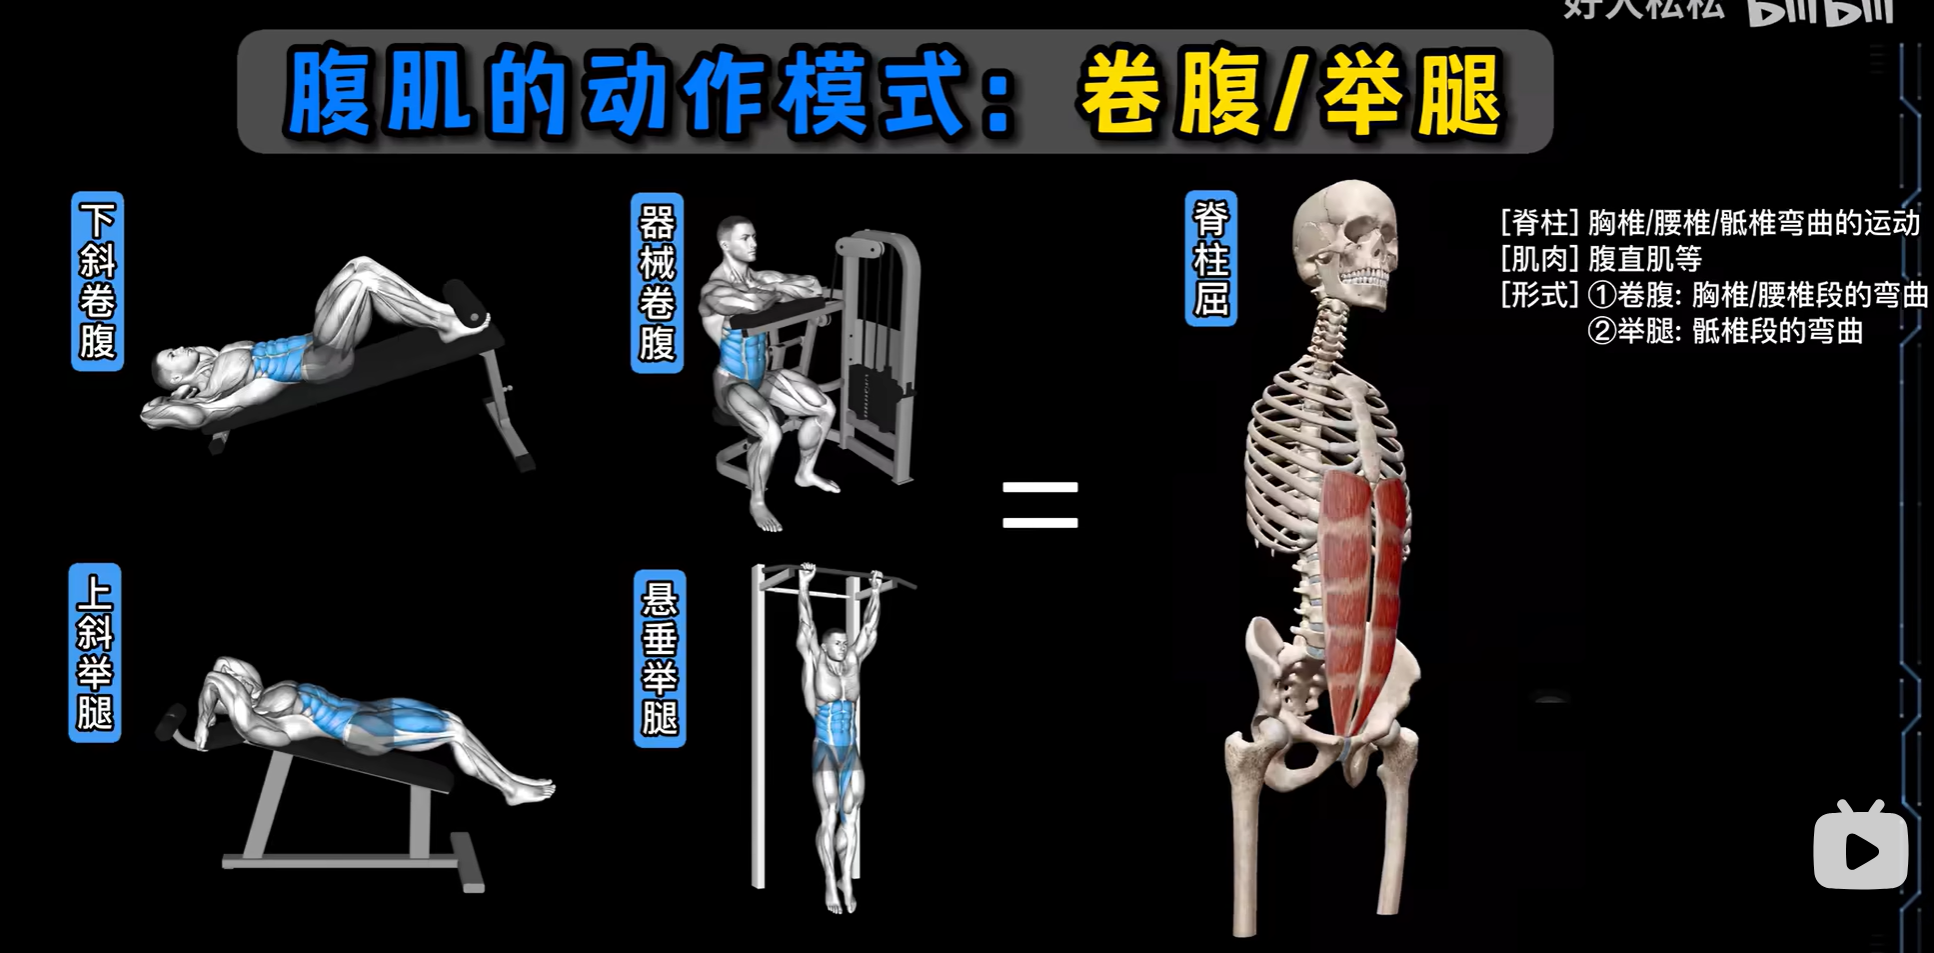 好人松松 bilibili
腹肌的动作模式：卷腹/举腿
下斜卷腹
器械卷腹
脊柱屈
[脊柱] 胸椎/腰椎/骶椎弯曲的运动
[肌肉] 腹直肌等
[形式] ①卷腹: 胸椎/腰椎段的弯曲
②举腿: 骶椎段的弯曲
=
上斜举腿
悬垂举腿